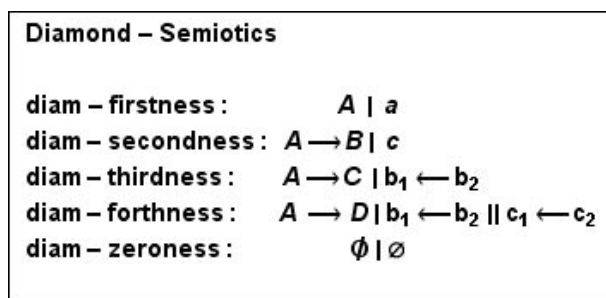 Diamond – Semiotics
diam – firstness : A | a
diam – secondness : A ⟶ B | c
diam – thirdness : A ⟶ C | b₁ ⟵ b₂
diam – forthness : A ⟶ D | b₁ ⟵ b₂ || c₁ ⟵ c₂
diam – zeroness : Φ | ∅